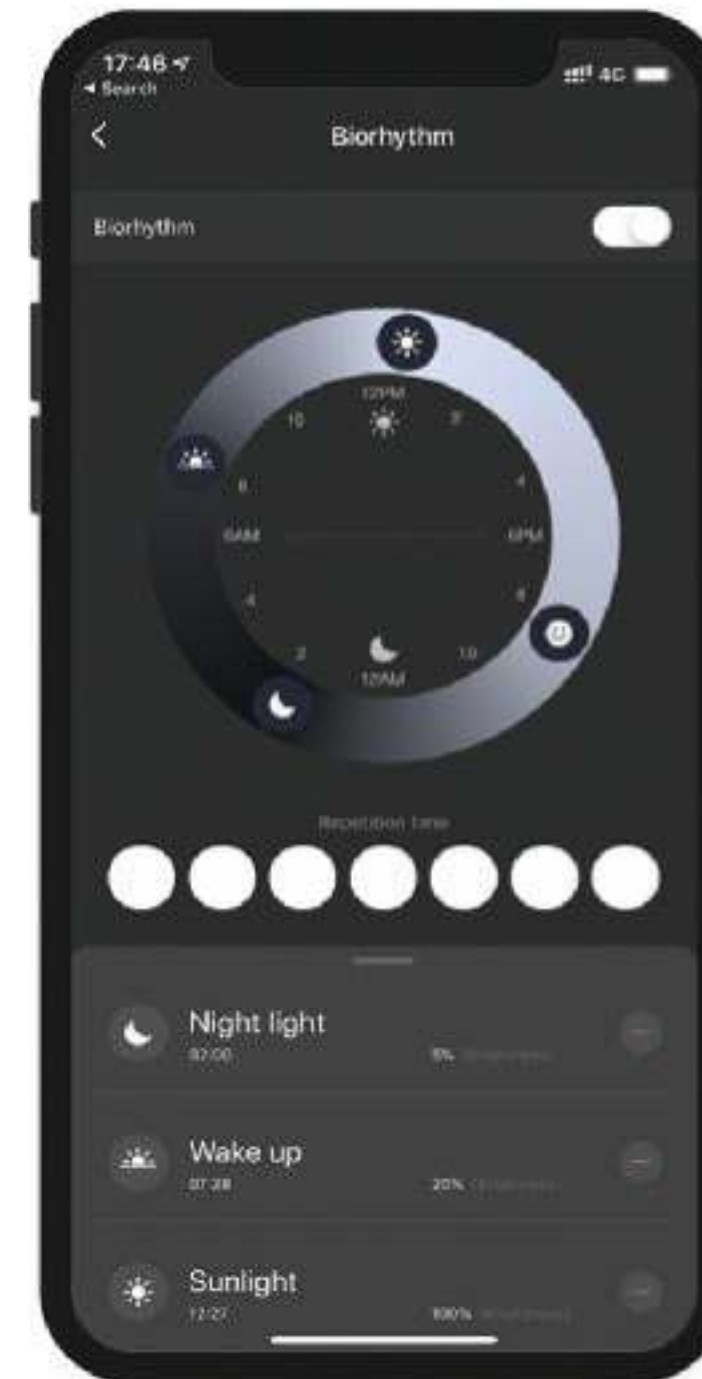 17:46
4G
◄ Search
Biorhythm
Biorhythm
12PM
10
8
4
6AM
6PM
4
8
2
10
12AM
Repetition time
Night light
02:00
5%
Wake up
07:28
20%
Sunlight
12:27
100%